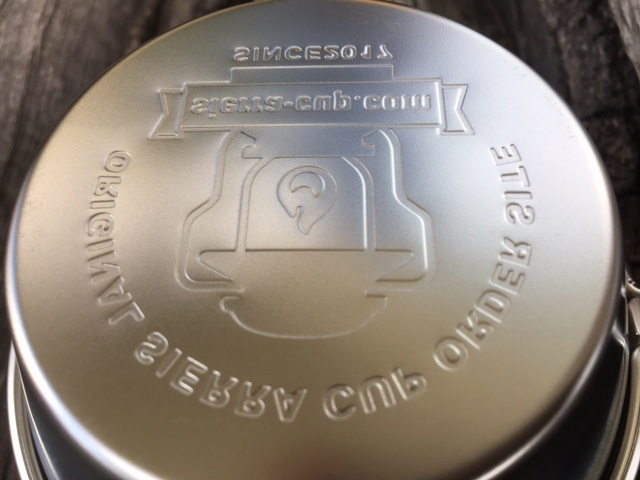 ORIGINAL SIERRA CUP ORDER SITE
sierra-cup.com
SINCE2017